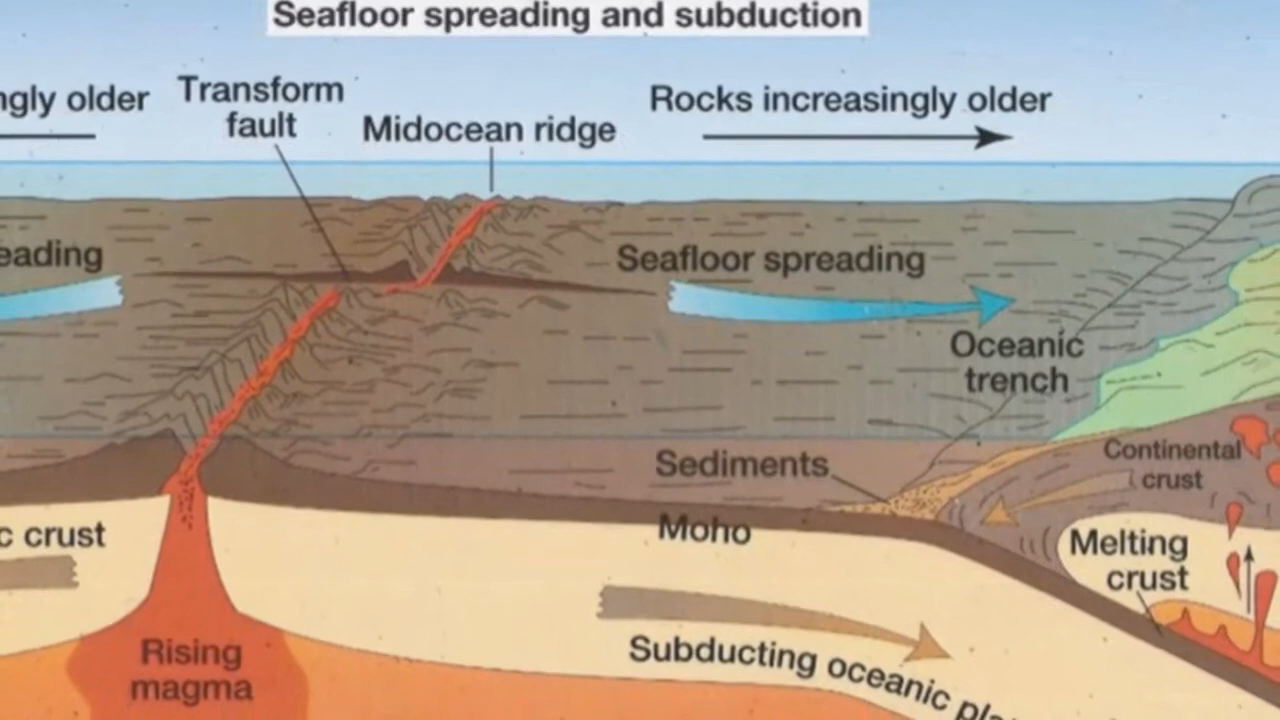 Seafloor spreading and subduction
ngly older
Transform
fault
Midocean ridge
Rocks increasingly older
eading
Seafloor spreading
Oceanic
trench
Sediments
Continental
crust
c crust
Moho
Melting
crust
Rising
magma
Subducting oceanic pla